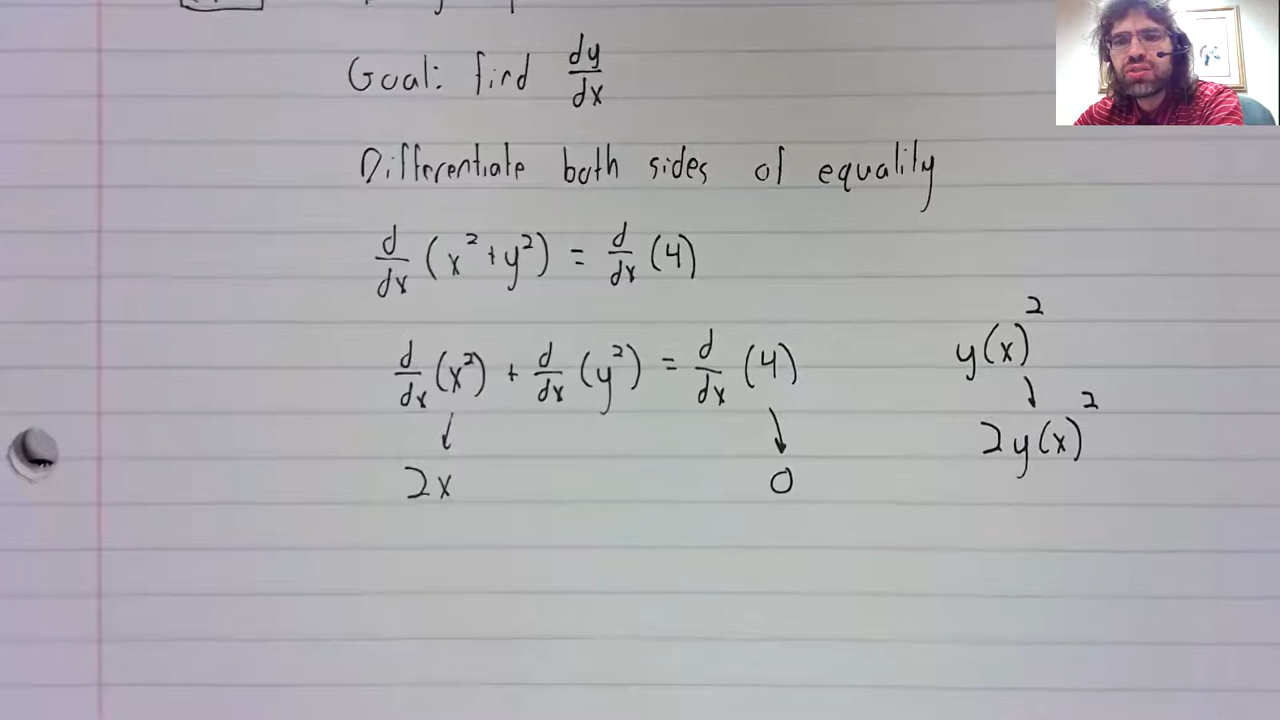 Goal: find dy/dx
Differentiate both sides of equality
d/dx (x² + y²) = d/dx (4)
d/dx (x²) + d/dx (y²) = d/dx (4)
y(x)²
↓ ↘ ↓
2x 0
2y(x)²